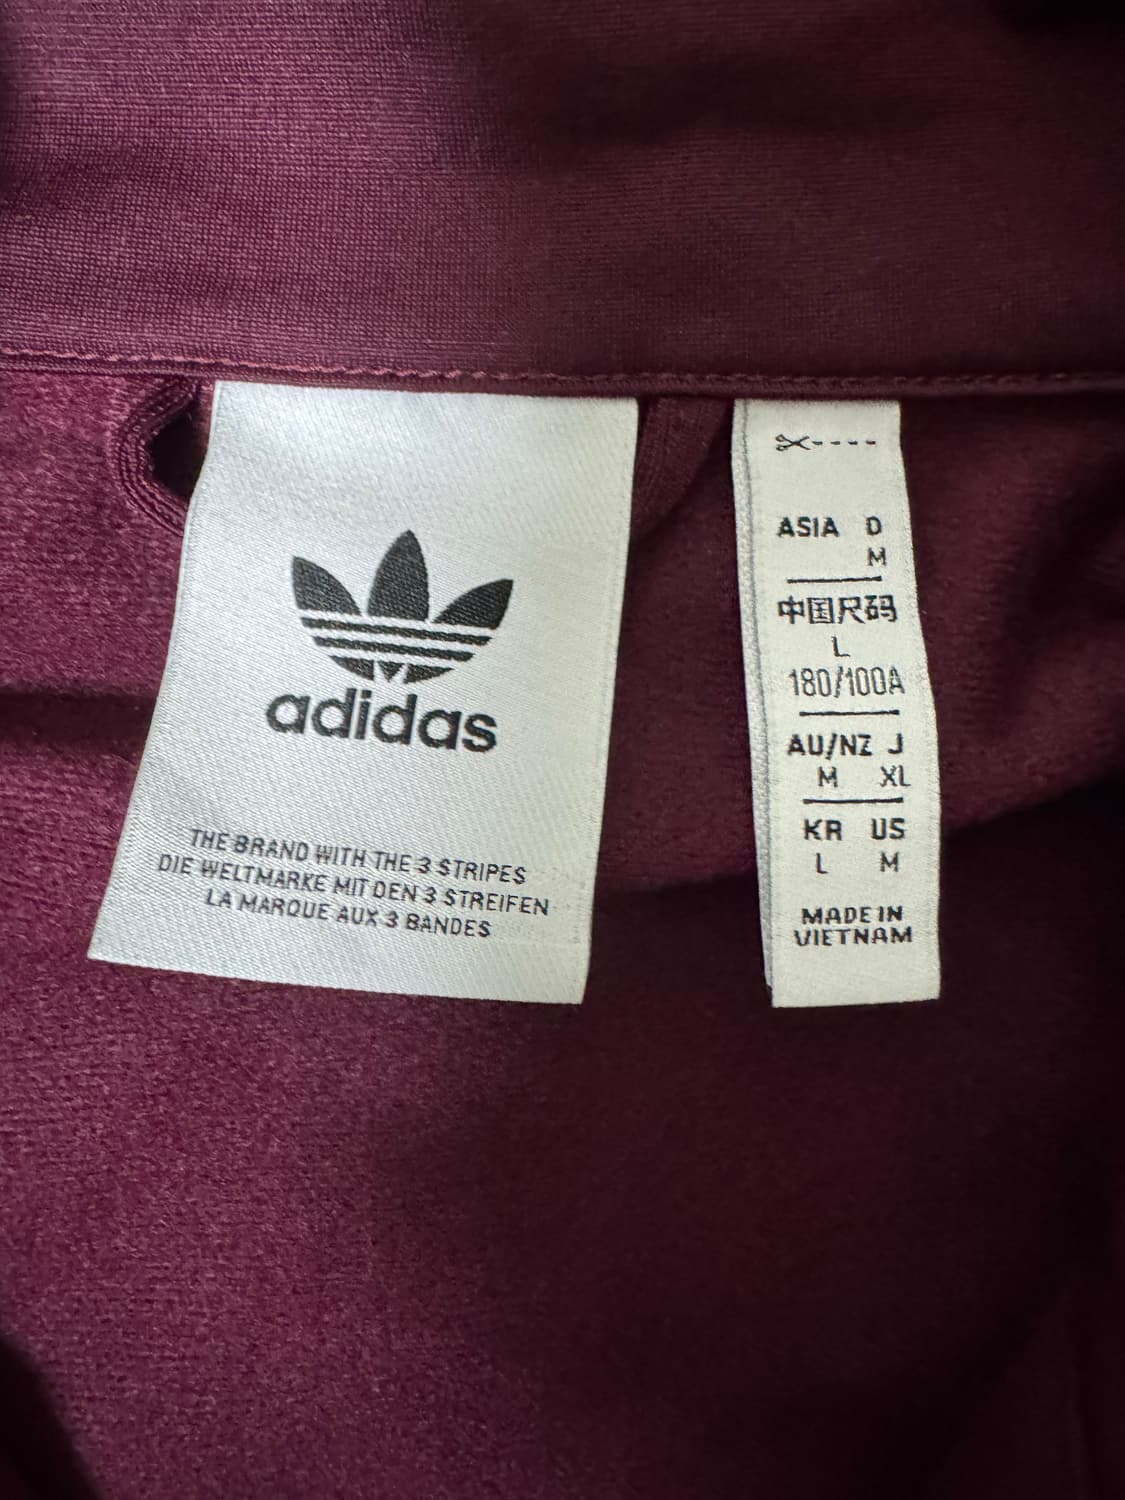 adidas
THE BRAND WITH THE 3 STRIPES
DIE WELTMARKE MIT DEN 3 STREIFEN
LA MARQUE AUX 3 BANDES
ASIA D
M
中国尺码
L
180/100A
AU/NZ J
M XL
KR US
L M
MADE IN
VIETNAM